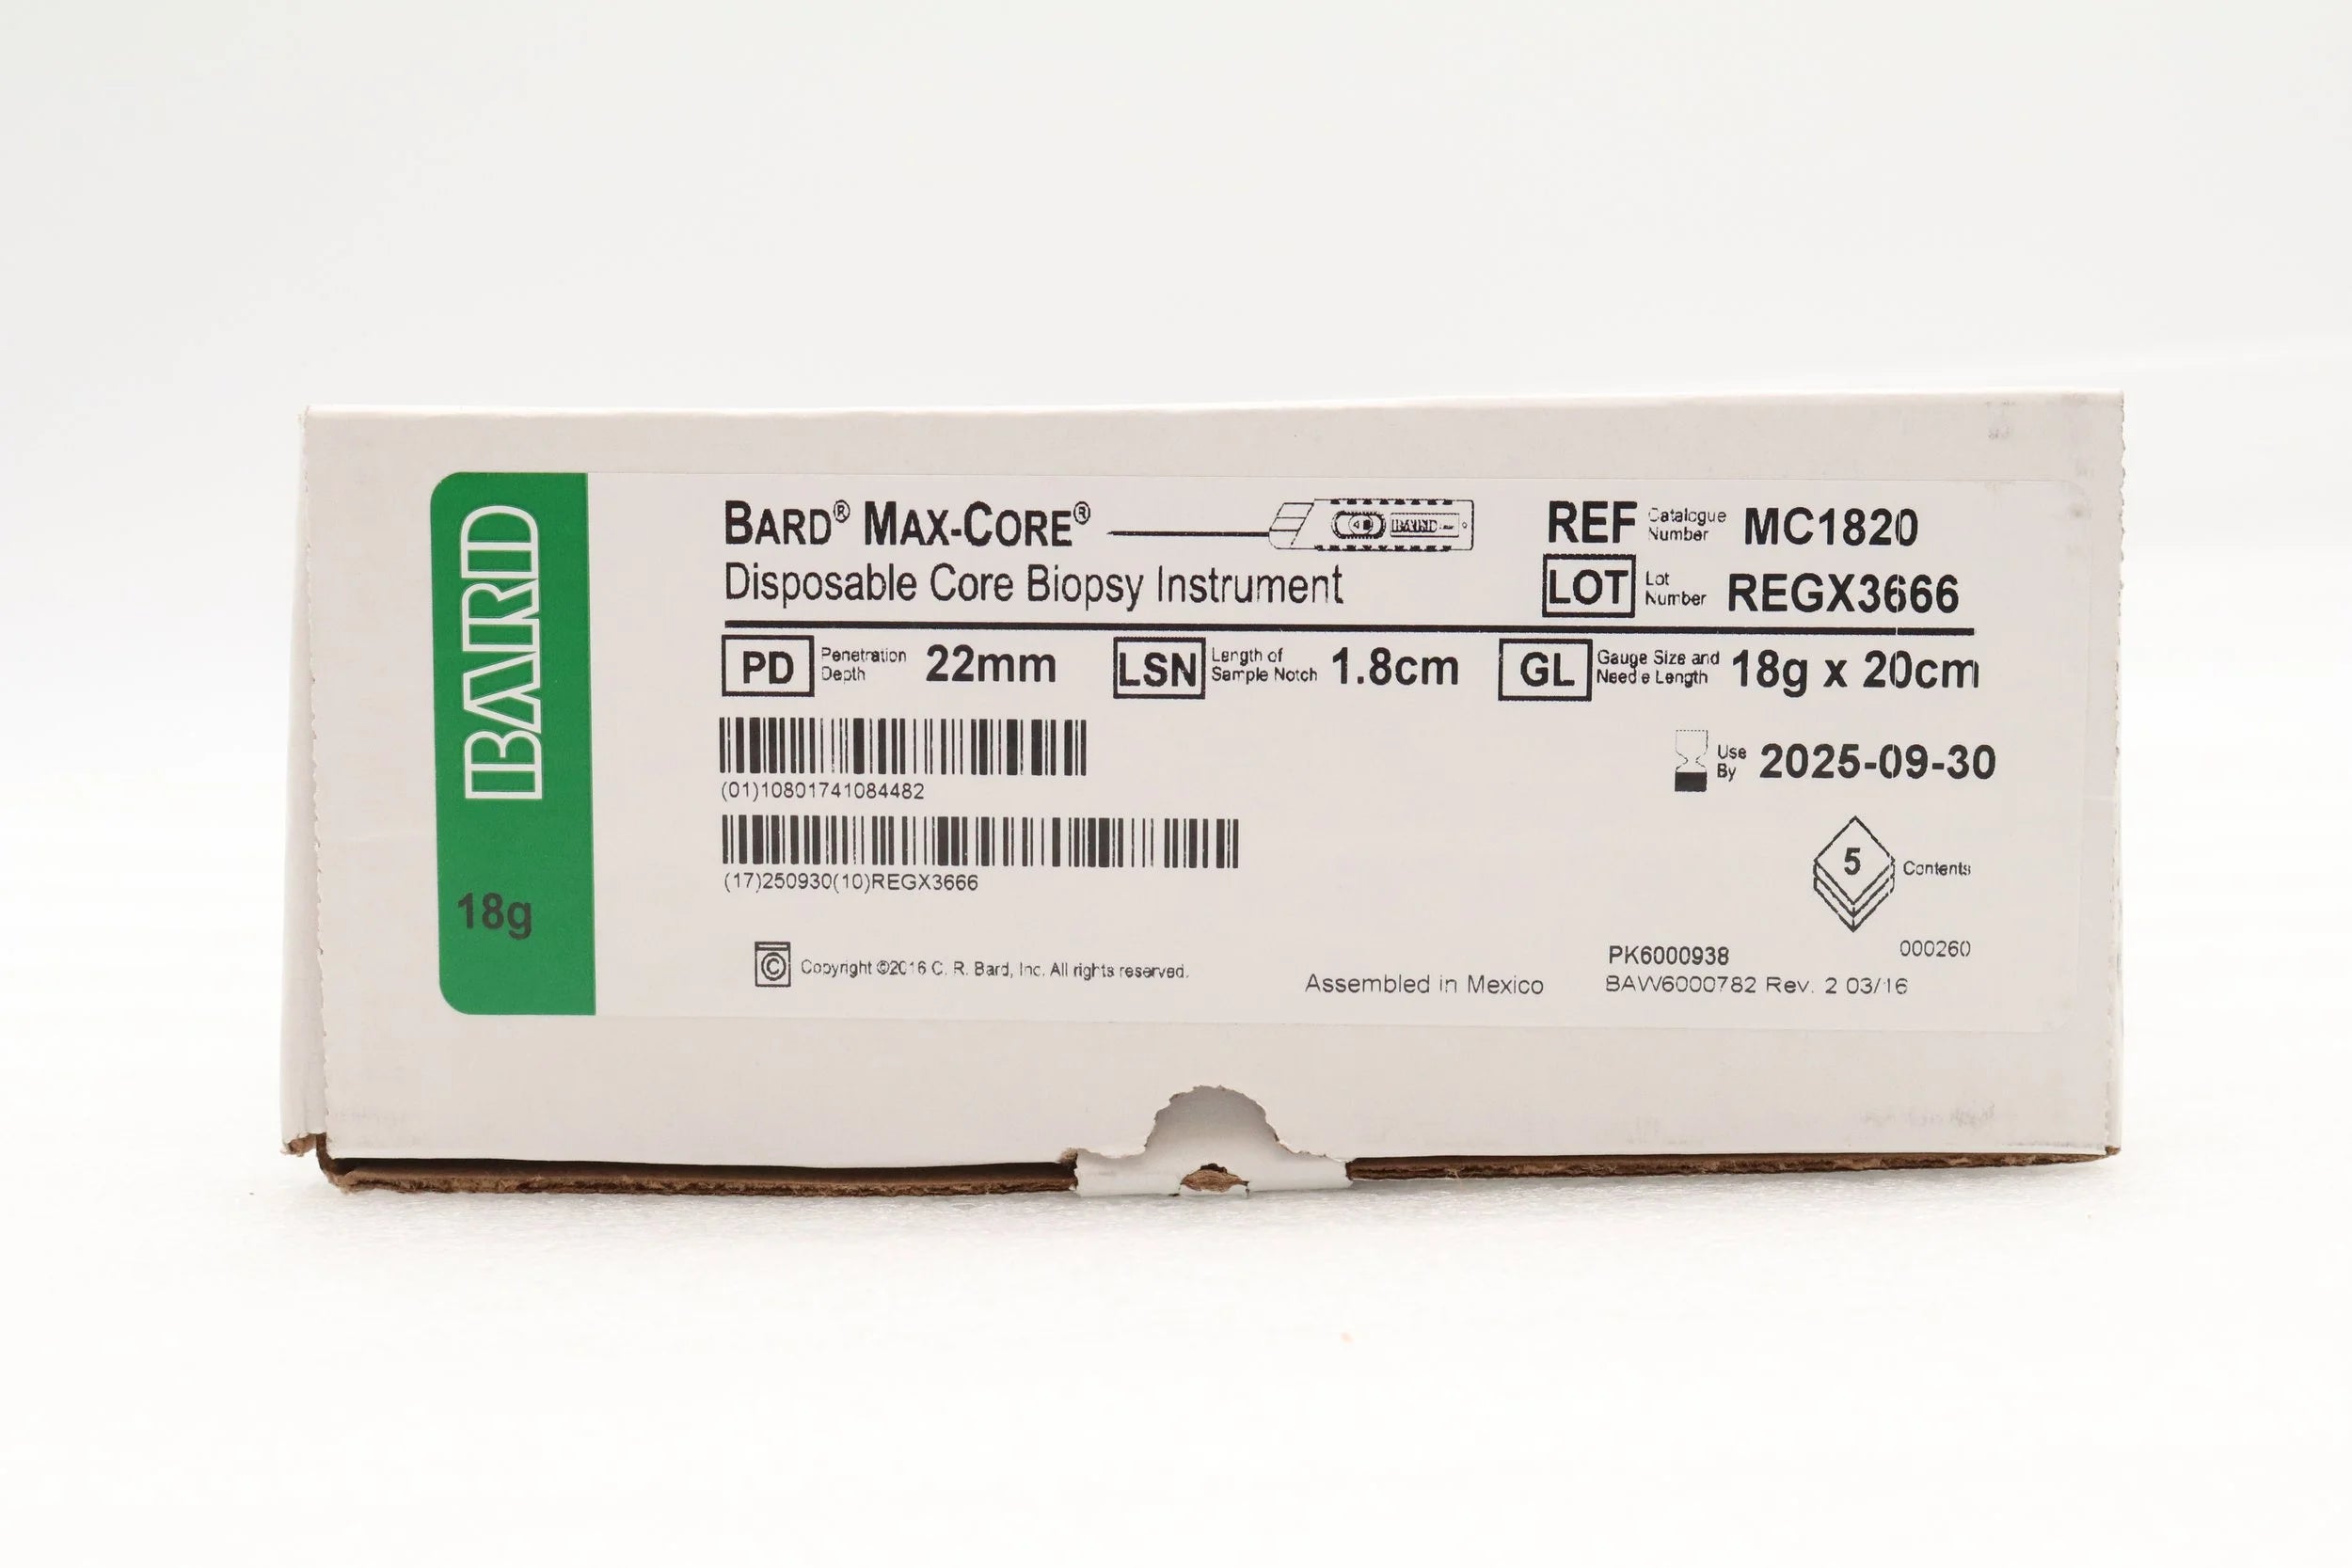 BARD
18g
BARD® MAX-CORE®
Disposable Core Biopsy Instrument
BARD
REF Catalogue Number MC1820
LOT Lot Number REGX3666
PD Penetration Depth 22mm
LSN Length of Sample Notch 1.8cm
GL Gauge Size and Needle Length 18g x 20cm
(01)10801741084482
(17)250930(10)REGX3666
Use By 2025-09-30
5 Contents
000260
© Copyright ©2016 C. R. Bard, Inc. All rights reserved.
Assembled in Mexico
PK6000938
BAW6000782 Rev. 2 03/16